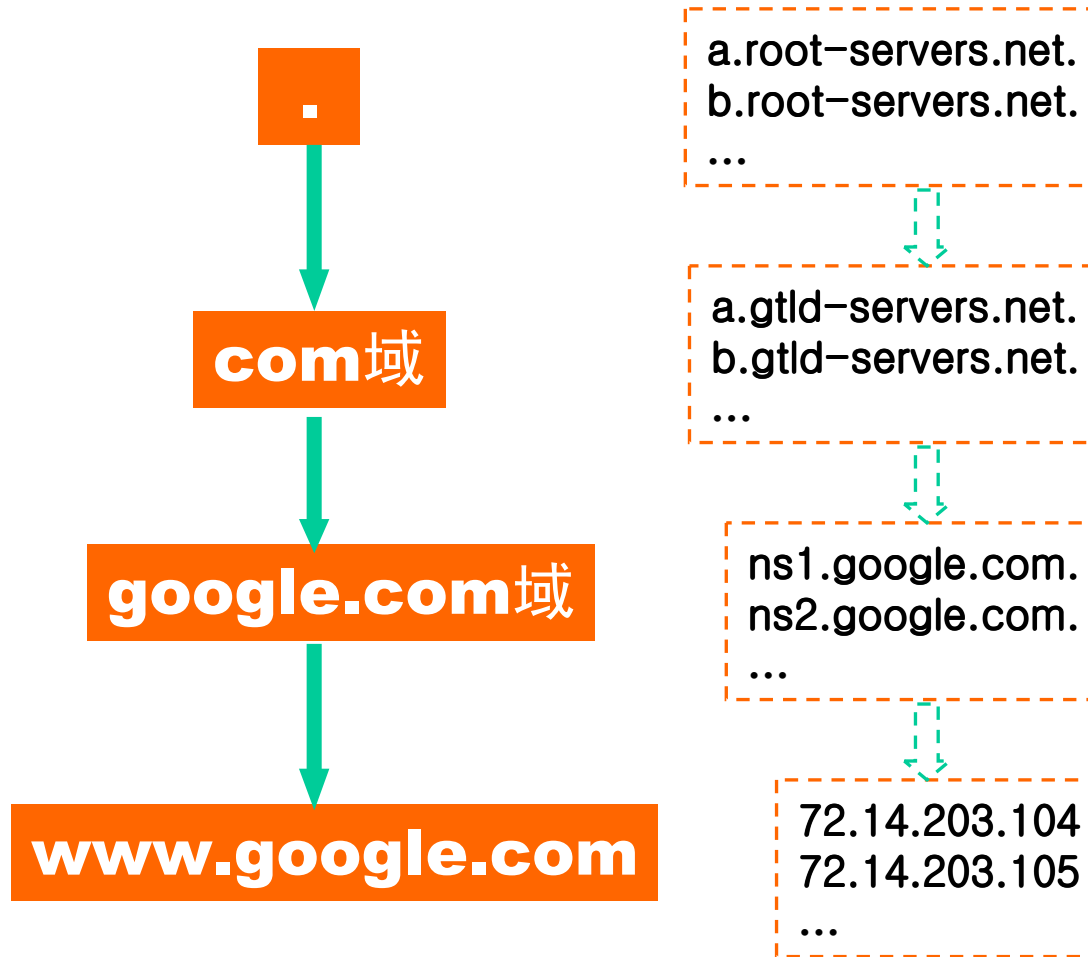 .
com域
google.com域
www.google.com
a.root-servers.net.
b.root-servers.net.
...
a.gtld-servers.net.
b.gtld-servers.net.
...
ns1.google.com.
ns2.google.com.
...
72.14.203.104
72.14.203.105
...